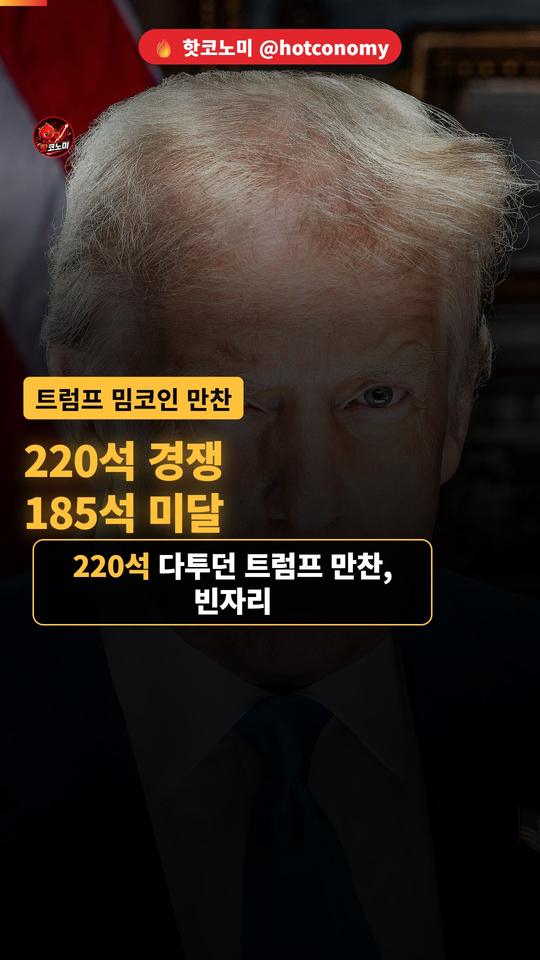 🔥 핫코노미 @hotconomy
핫코노미
트럼프 밈코인 만찬
220석 경쟁
185석 미달
220석 다투던 트럼프 만찬,
빈자리